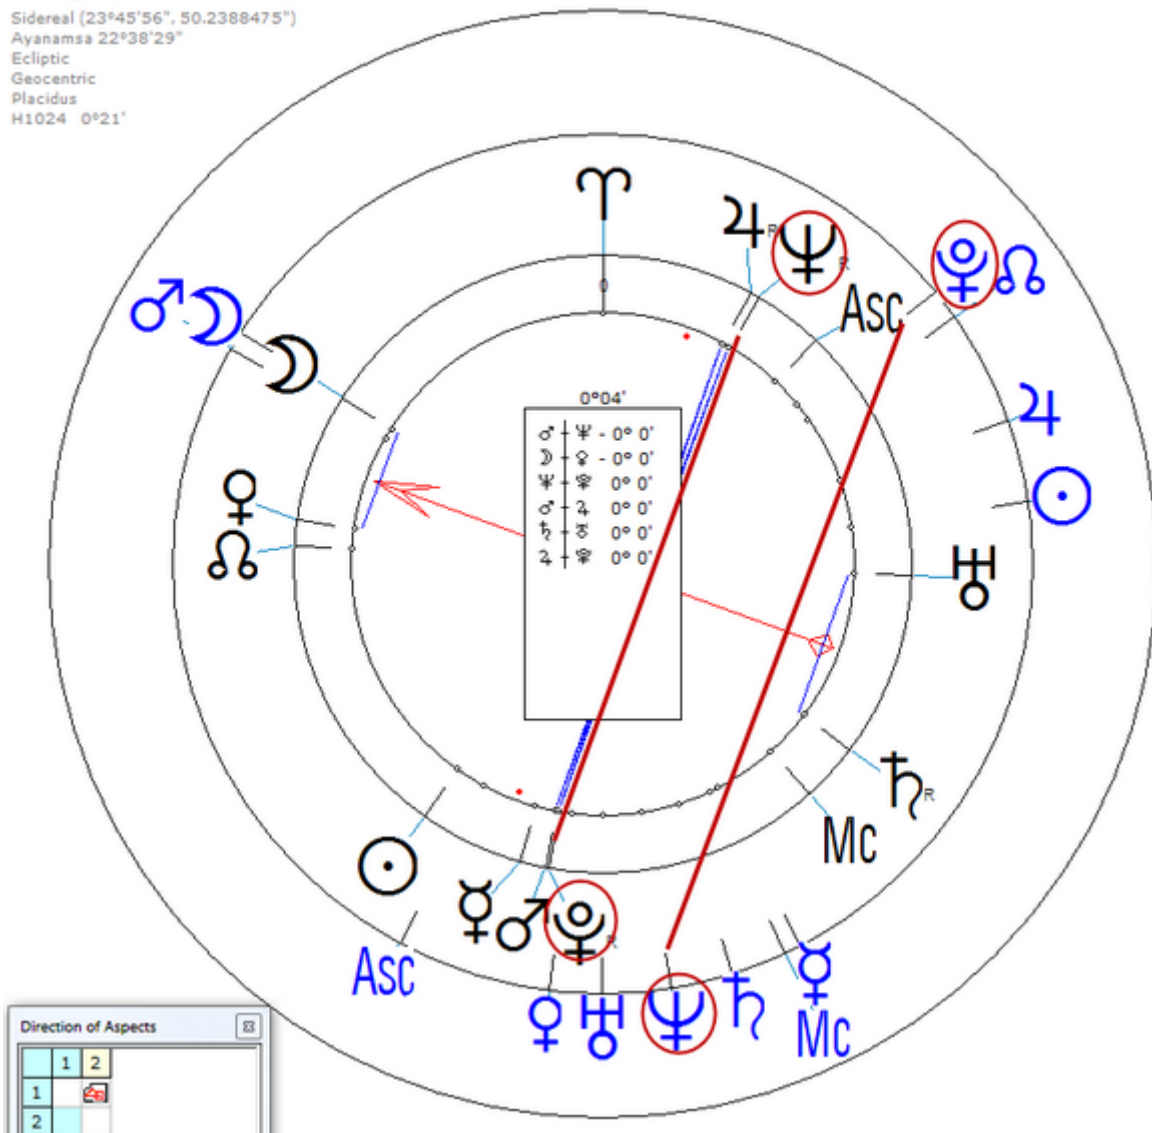 Sidereal (23°45'56", 50.2388475")
Ayanamsa 22°38'29"
Ecliptic
Geocentric
Placidus
H1024 0°21'
♈
♃ R ♆ R
Asc
♇ ☊
♂ ☽
☽
0
♃
0°04'
♂ + ♆ - 0° 0'
☽ + ♀ - 0° 0'
♆ + ♇ 0° 0'
♂ + ♃ 0° 0'
♄ + ♅ 0° 0'
♃ + ♇ 0° 0'
♀
☊
☉
♅
♄ R
Mc
☉
☿ ♂ ♇ R
Asc
♀ ♅ ♆ ♄ ☿
Mc
Direction of Aspects
1 2
1
2